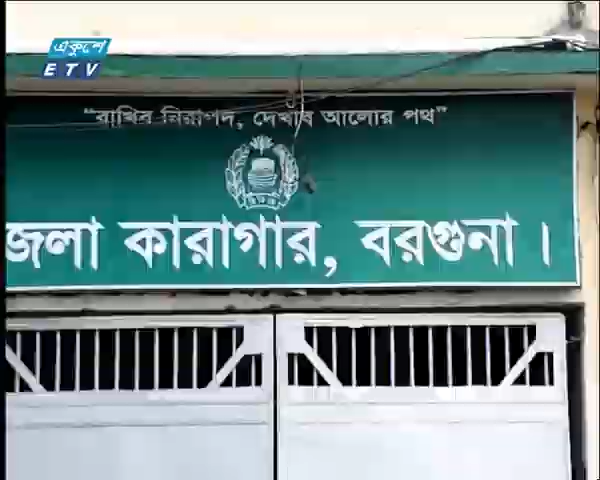 একুশে
ETV
"রাখিব নিরাপদ, দেখাব আলোর পথ"
জেলা কারাগার, বরগুনা।